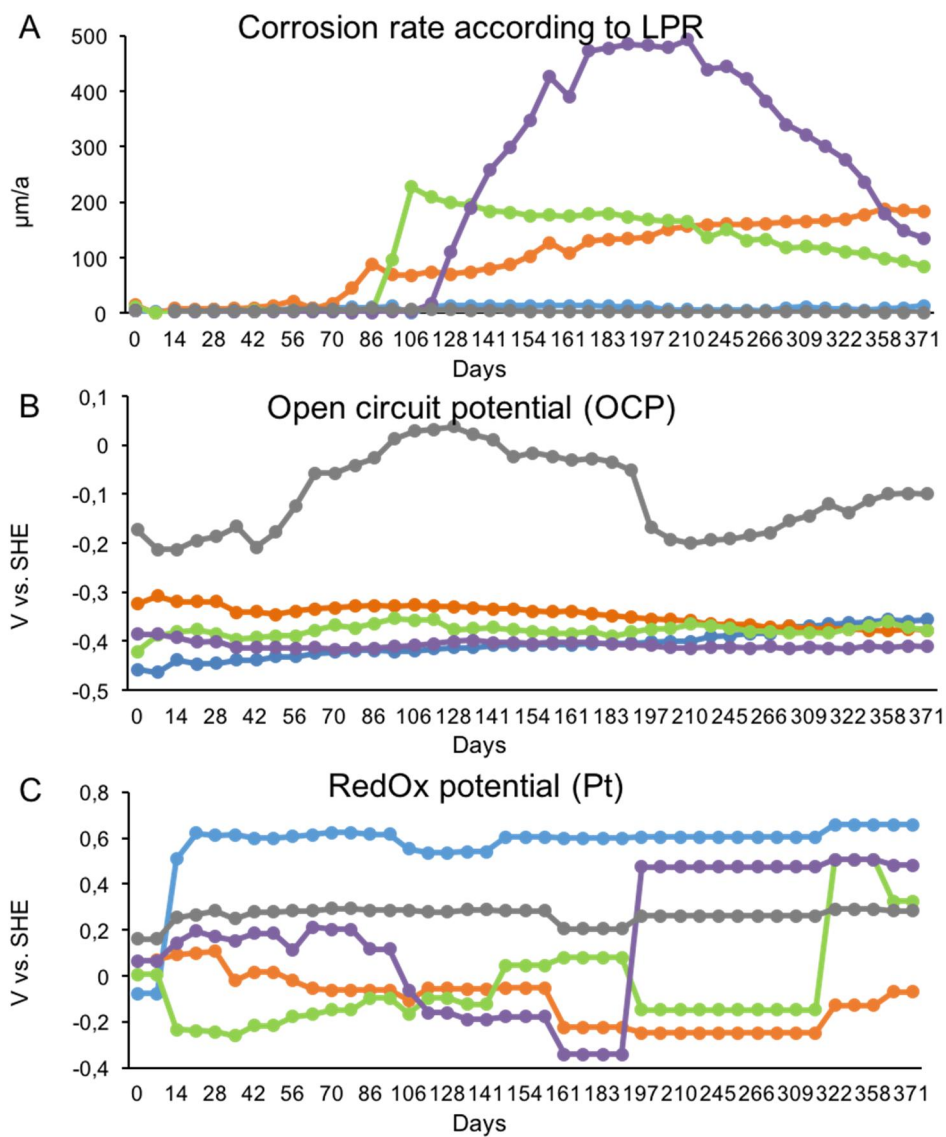 A
Corrosion rate according to LPR
500
400
300
200
100
0
µm/a
0 14 28 42 56 70 86 106 128 141 154 161 183 197 210 245 266 309 322 358 371
Days
B
Open circuit potential (OCP)
0,1
0
-0,1
-0,2
-0,3
-0,4
-0,5
V vs. SHE
0 14 28 42 56 70 86 106 128 141 154 161 183 197 210 245 266 309 322 358 371
Days
C
RedOx potential (Pt)
0,8
0,6
0,4
0,2
0
-0,2
-0,4
V vs. SHE
0 14 28 42 56 70 86 106 128 141 154 161 183 197 210 245 266 309 322 358 371
Days